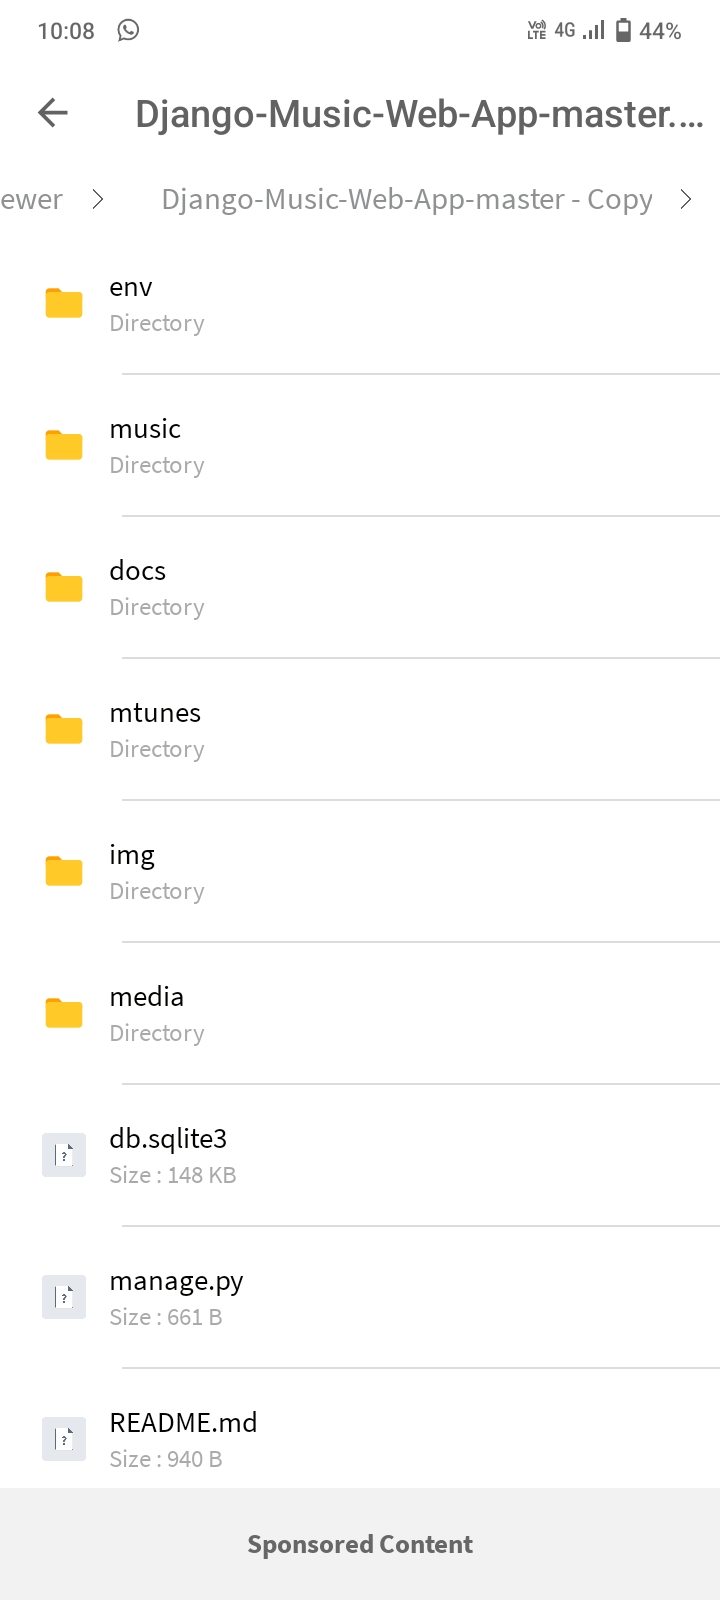 10:08 Vo) LTE 4G 44%
Django-Music-Web-App-master....
ewer Django-Music-Web-App-master - Copy
env
Directory
music
Directory
docs
Directory
mtunes
Directory
img
Directory
media
Directory
db.sqlite3
Size : 148 KB
manage.py
Size : 661 B
README.md
Size : 940 B
Sponsored Content